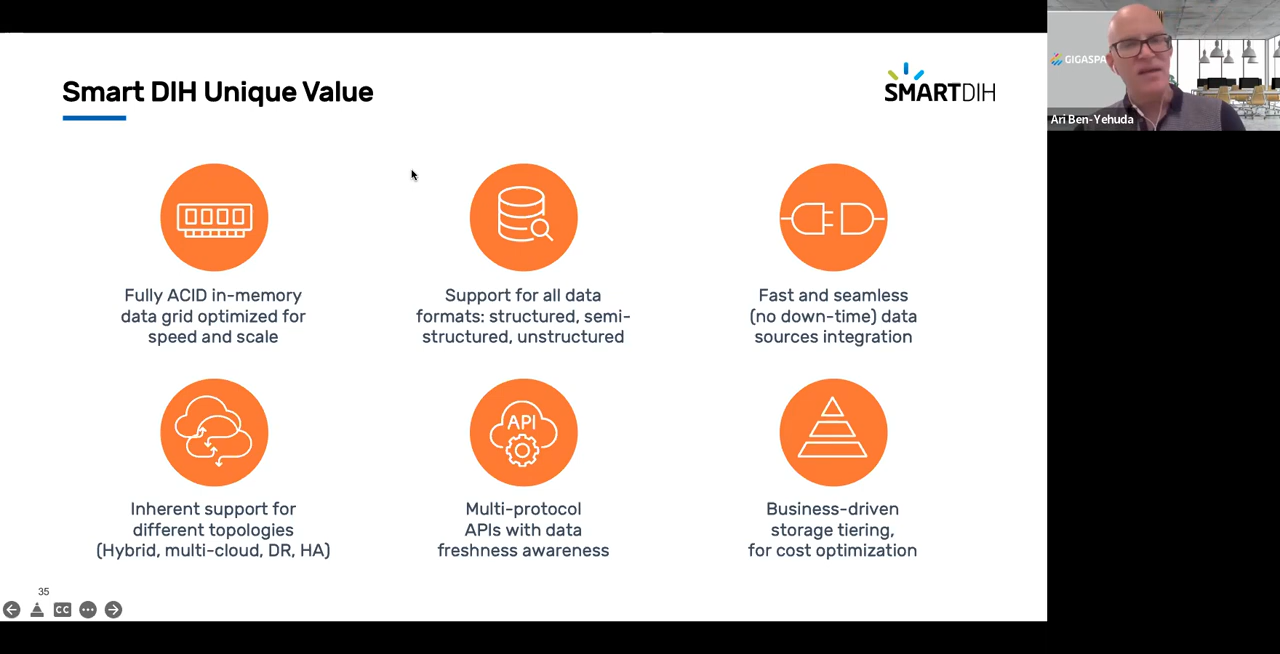 Smart DIH Unique Value
SMARTDIH
GIGASPA
Ari Ben-Yehuda
Fully ACID in-memory
data grid optimized for
speed and scale
Support for all data
formats: structured, semi-
structured, unstructured
Fast and seamless
(no down-time) data
sources integration
API
Inherent support for
different topologies
(Hybrid, multi-cloud, DR, HA)
Multi-protocol
APIs with data
freshness awareness
Business-driven
storage tiering,
for cost optimization
35
CC